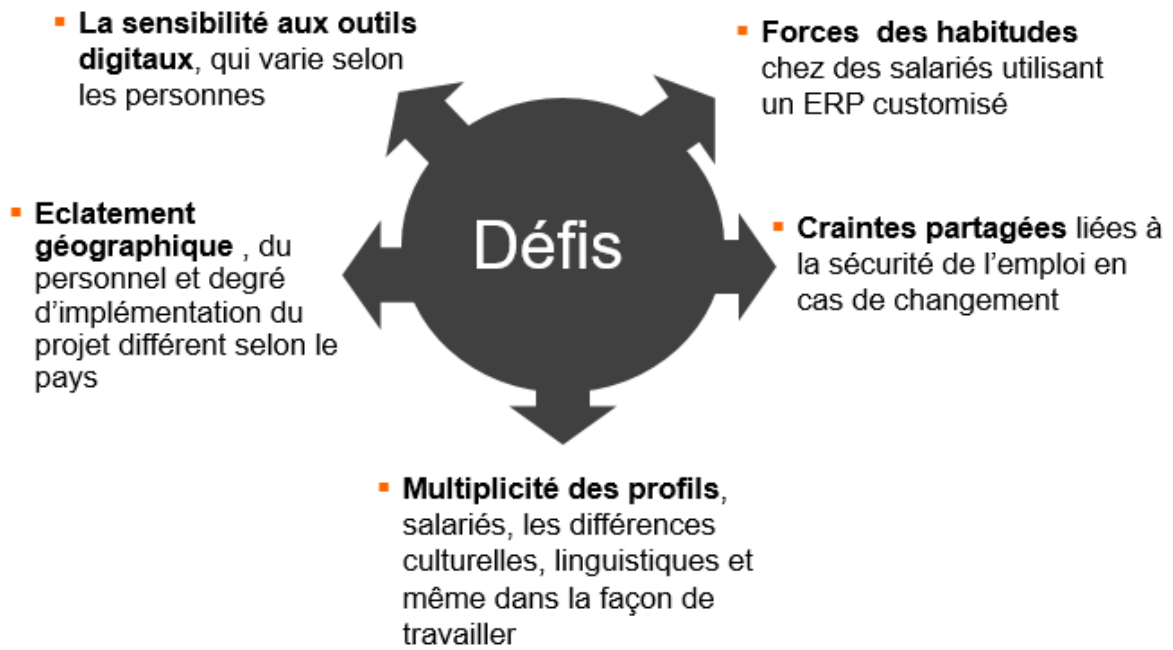 ▪ La sensibilité aux outils
digitaux, qui varie selon
les personnes
▪ Forces des habitudes
chez des salariés utilisant
un ERP customisé
▪ Eclatement
géographique , du
personnel et degré
d’implémentation du
projet différent selon le
pays
Défis
▪ Craintes partagées liées à
la sécurité de l’emploi en
cas de changement
▪ Multiplicité des profils,
salariés, les différences
culturelles, linguistiques et
même dans la façon de
travailler